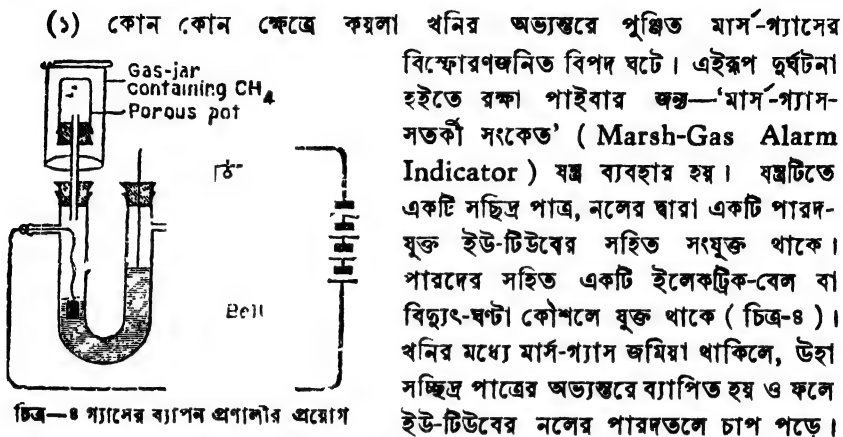 (১) কোন কোন ক্ষেত্রে কয়লা খনির অভ্যন্তরে পুঞ্জিত মার্স-গ্যাসের
বিস্ফোরণজনিত বিপদ ঘটে। এইরূপ দুর্ঘটনা
হইতে রক্ষা পাইবার জন্য—‘মার্স-গ্যাস-
সতর্কী সংকেত’ ( Marsh-Gas Alarm
Indicator ) যন্ত্র ব্যবহার হয়। যন্ত্রটিতে
একটি সছিদ্র পাত্র, নলের দ্বারা একটি পারদ-
যুক্ত ইউ-টিউবের সহিত সংযুক্ত থাকে।
পারদের সহিত একটি ইলেকট্রিক-বেল বা
বিদ্যুৎ-ঘণ্টা কৌশলে যুক্ত থাকে ( চিত্র-৪ )।
খনির মধ্যে মার্স-গ্যাস জমিয়া থাকিলে, উহা
সচ্ছিদ্র পাত্রের অভ্যন্তরে ব্যাপিত হয় ও ফলে
ইউ-টিউবের নলের পারদতলে চাপ পড়ে।
Gas-jar
containing CH4
Porous pot
Bell
চিত্র—৪ গ্যাসের ব্যাপন প্রণালীর প্রয়োগ